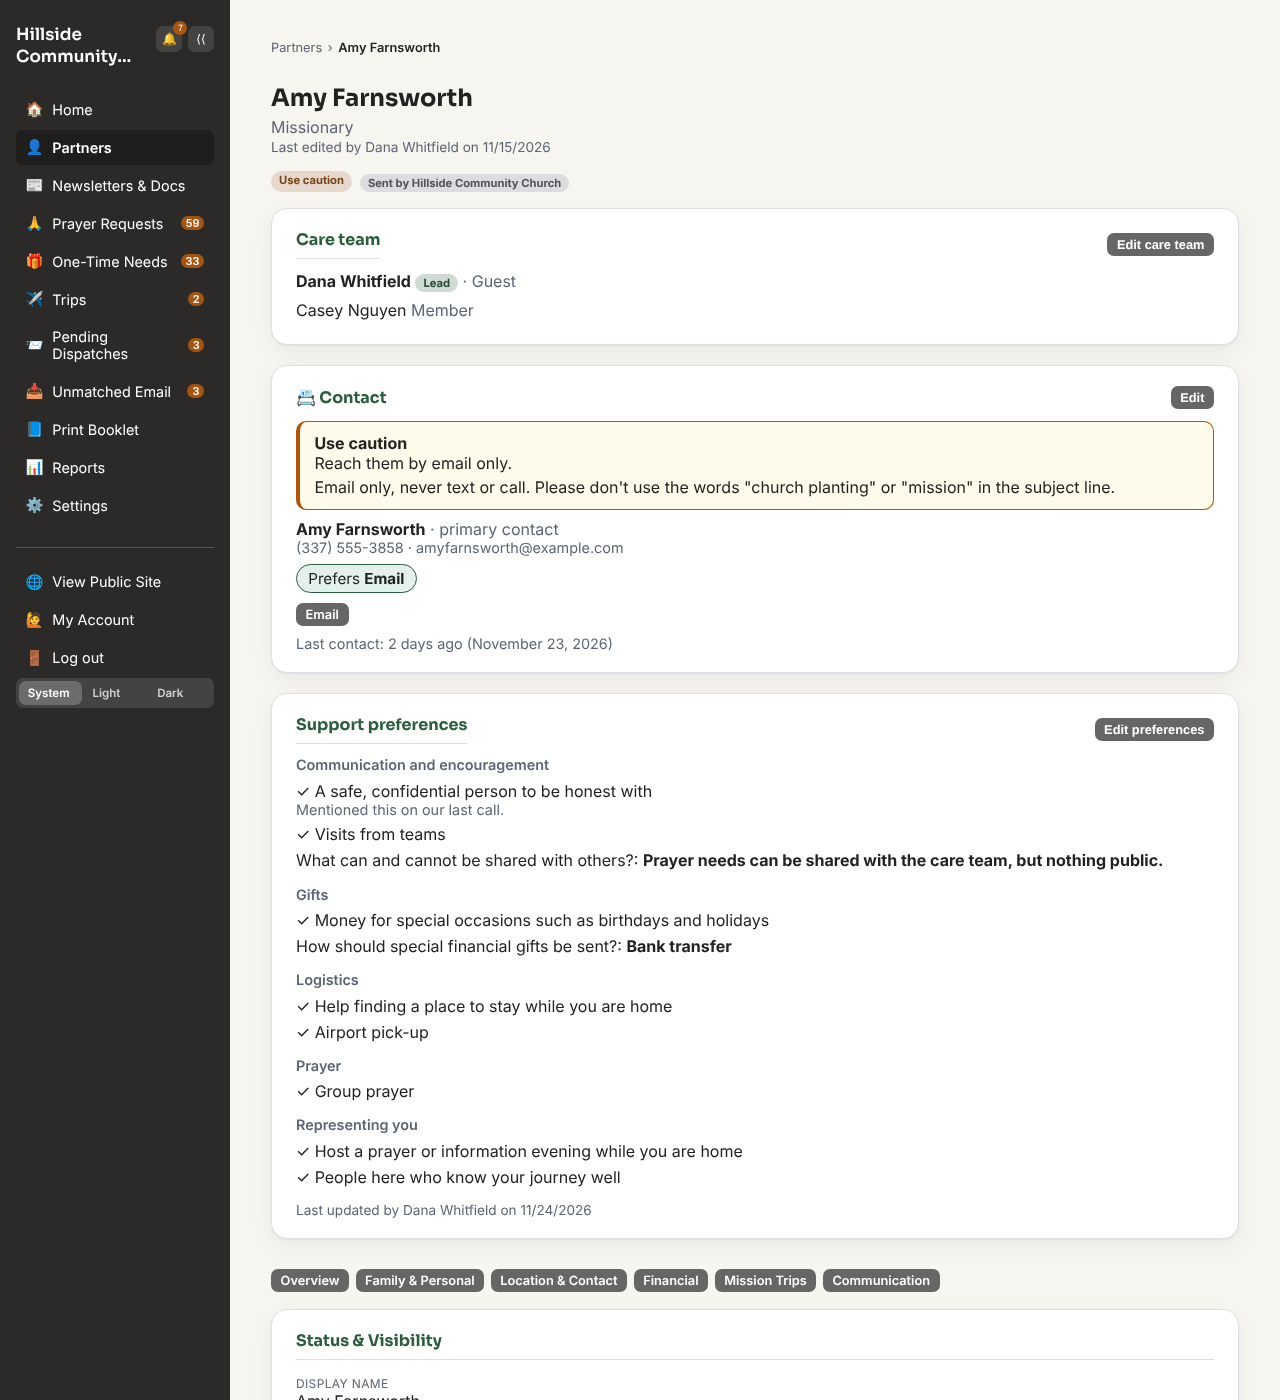 Hillside
Community...
7
⟨⟨
Home
Partners
Newsletters & Docs
Prayer Requests 59
One-Time Needs 33
Trips 2
Pending
Dispatches 3
Unmatched Email 3
Print Booklet
Reports
Settings
View Public Site
My Account
Log out
System Light Dark
Partners › Amy Farnsworth
Amy Farnsworth
Missionary
Last edited by Dana Whitfield on 11/15/2026
Use caution Sent by Hillside Community Church
Care team Edit care team
Dana Whitfield Lead · Guest
Casey Nguyen Member
Contact Edit
Use caution
Reach them by email only.
Email only, never text or call. Please don't use the words "church planting" or "mission" in the subject line.
Amy Farnsworth · primary contact
(337) 555-3858 · amyfarnsworth@example.com
Prefers Email
Email
Last contact: 2 days ago (November 23, 2026)
Support preferences Edit preferences
Communication and encouragement
✓ A safe, confidential person to be honest with
Mentioned this on our last call.
✓ Visits from teams
What can and cannot be shared with others?: Prayer needs can be shared with the care team, but nothing public.
Gifts
✓ Money for special occasions such as birthdays and holidays
How should special financial gifts be sent?: Bank transfer
Logistics
✓ Help finding a place to stay while you are home
✓ Airport pick-up
Prayer
✓ Group prayer
Representing you
✓ Host a prayer or information evening while you are home
✓ People here who know your journey well
Last updated by Dana Whitfield on 11/24/2026
Overview Family & Personal Location & Contact Financial Mission Trips Communication
Status & Visibility
DISPLAY NAME
Amy Farnsworth